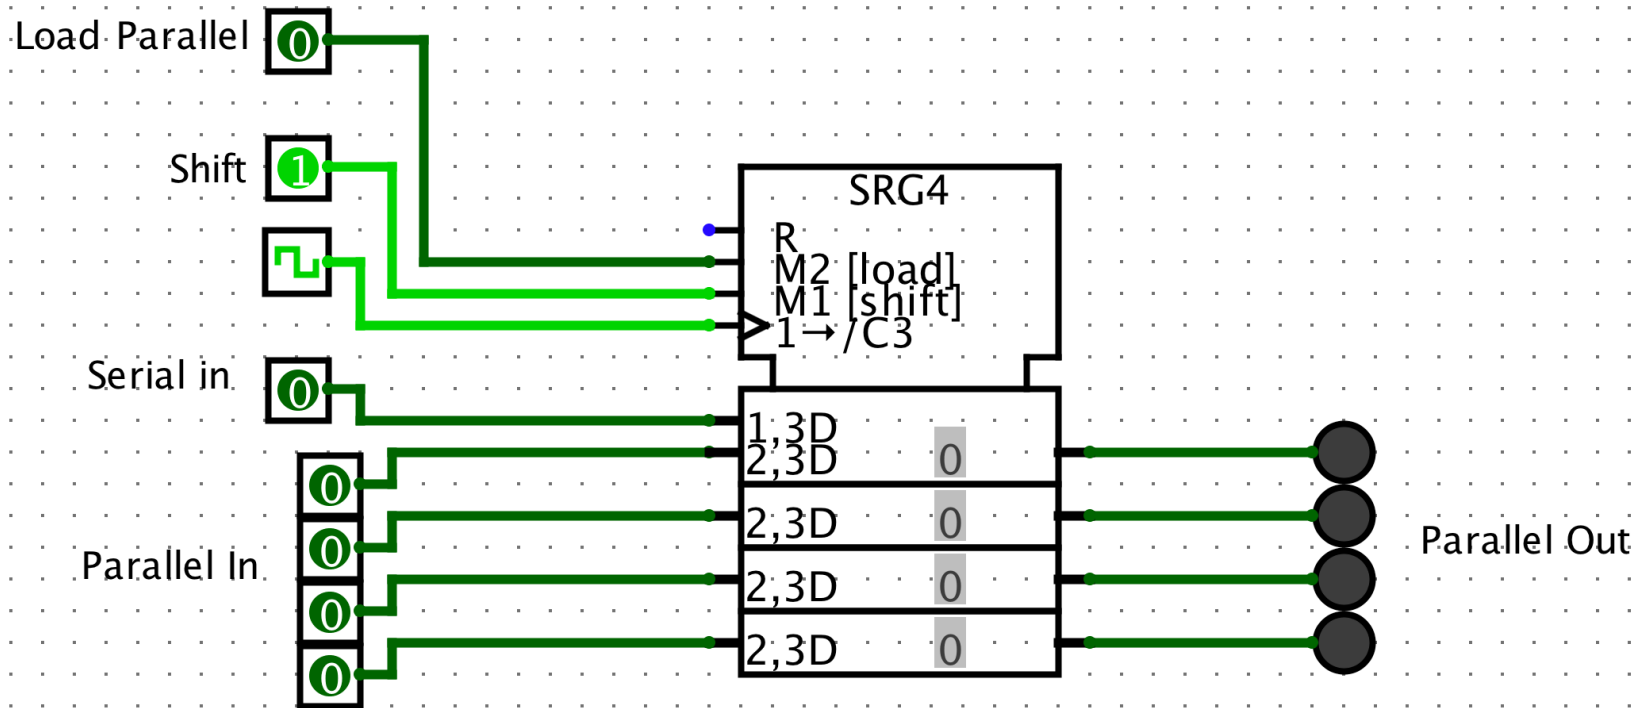 Load Parallel
0
Shift
1
SRG4
R
M2 [load]
M1 [shift]
1→/C3
Serial in
0
1,3D
2,3D
0
0
2,3D
0
0
Parallel In
Parallel Out
2,3D
0
0
2,3D
0
0